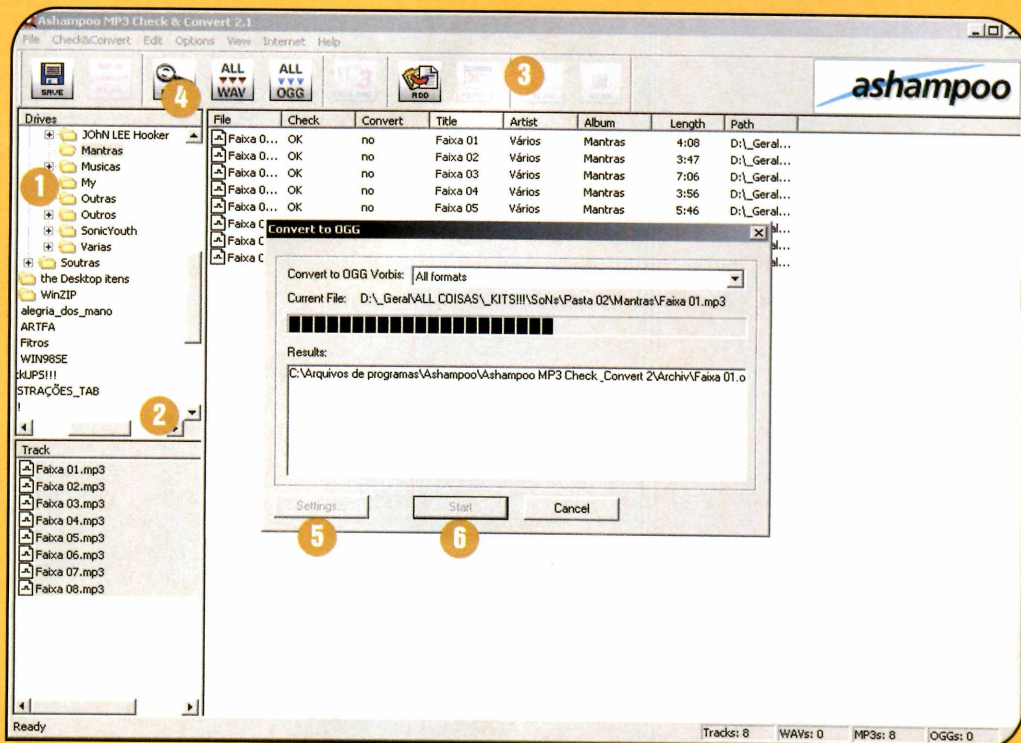 Ashampoo MP3 Check & Convert 2.1
File Check&Convert Edit Options View Internet Help
SAVE
ALL WAV
ALL OGG
ADD
3
4
ashampoo
Drives
JOhN LEE Hooker
Mantras
Musicas
1
My
Outras
Outros
SonicYouth
Varias
Soutras
the Desktop itens
WinZIP
alegria_dos_mano
ARTFA
Fitros
WIN98SE
kUPS!!!
STRAÇÕES_TAB
!
2
File Check Convert Title Artist Album Length Path
Faixa 0... OK no Faixa 01 Vários Mantras 4:08 D:\_Geral...
Faixa 0... OK no Faixa 02 Vários Mantras 3:47 D:\_Geral...
Faixa 0... OK no Faixa 03 Vários Mantras 7:06 D:\_Geral...
Faixa 0... OK no Faixa 04 Vários Mantras 3:56 D:\_Geral...
Faixa 0... OK no Faixa 05 Vários Mantras 5:46 D:\_Geral...
Faixa
Faixa
Faixa
Convert to OGG
Convert to OGG Vorbis: All formats
Current File: D:\_Geral\ALL COISAS\_KITS!!!\SoNs\Pasta 02\Mantras\Faixa 01.mp3
Results:
C:\Arquivos de programas\Ashampoo\Ashampoo MP3 Check _Convert 2\Archiv\Faixa 01.o
Settings... Start Cancel
5
6
Track
Faixa 01.mp3
Faixa 02.mp3
Faixa 03.mp3
Faixa 04.mp3
Faixa 05.mp3
Faixa 06.mp3
Faixa 07.mp3
Faixa 08.mp3
Ready
Tracks: 8 WAVs: 0 MP3s: 8 OGGs: 0